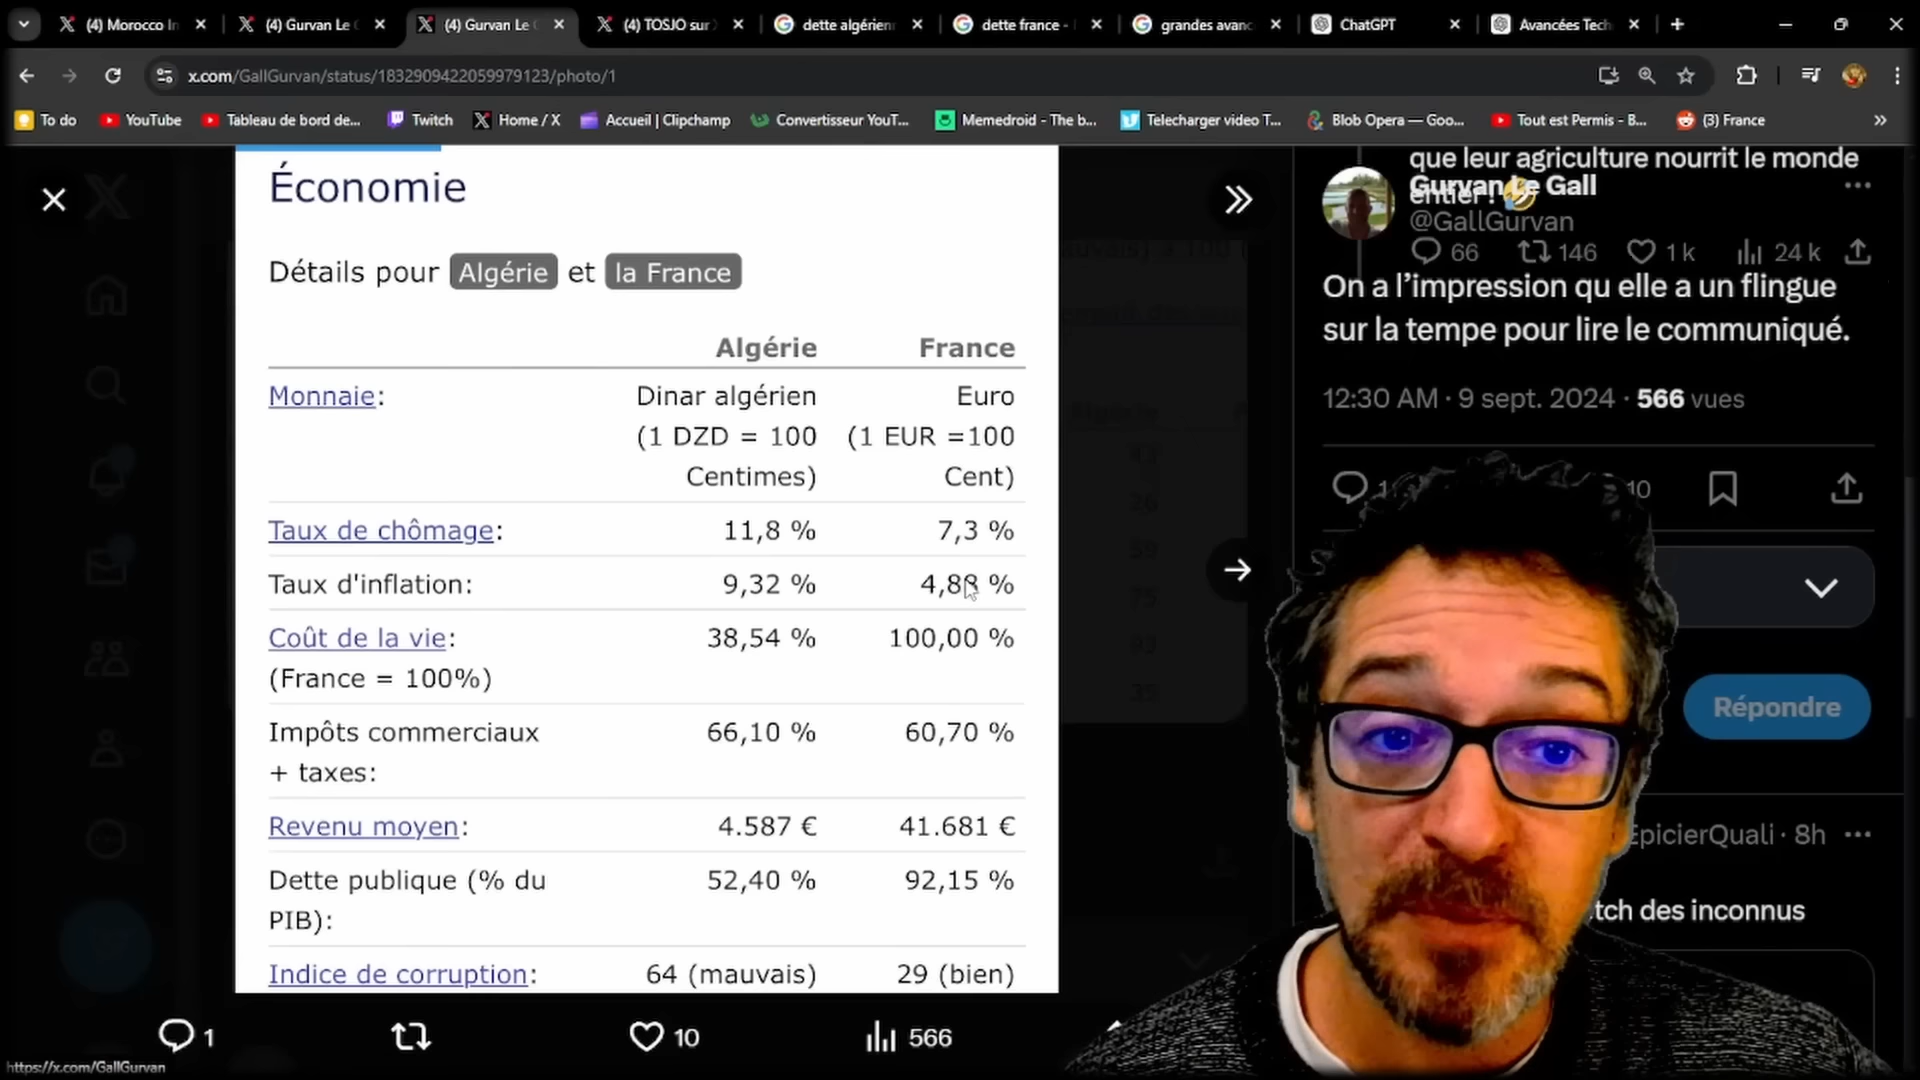 (4) Morocco In
(4) Gurvan Le G
(4) Gurvan Le G
(4) TOSJO sur
dette algérien
dette france -
grandes avanc
ChatGPT
Avancées Tech
x.com/GallGurvan/status/1832909422059979123/photo/1
To do
YouTube
Tableau de bord de...
Twitch
Home / X
Accueil | Clipchamp
Convertisseur YouT...
Memedroid - The b...
Telecharger video T...
Blob Opera — Goo...
Tout est Permis - B...
(3) France
Économie
Détails pour Algérie et la France
Algérie France
Monnaie: Dinar algérien Euro
(1 DZD = 100 (1 EUR =100
Centimes) Cent)
Taux de chômage: 11,8 % 7,3 %
Taux d'inflation: 9,32 % 4,88 %
Coût de la vie: 38,54 % 100,00 %
(France = 100%)
Impôts commerciaux 66,10 % 60,70 %
+ taxes:
Revenu moyen: 4.587 € 41.681 €
Dette publique (% du 52,40 % 92,15 %
PIB):
Indice de corruption: 64 (mauvais) 29 (bien)
1 10 566
https://x.com/GallGurvan
que leur agriculture nourrit le monde
entier !
Gurvan Le Gall
@GallGurvan
66 146 1 k 24 k
On a l’impression qu elle a un flingue
sur la tempe pour lire le communiqué.
12:30 AM · 9 sept. 2024 · 566 vues
10
Répondre
EpicierQuali · 8h
tch des inconnus